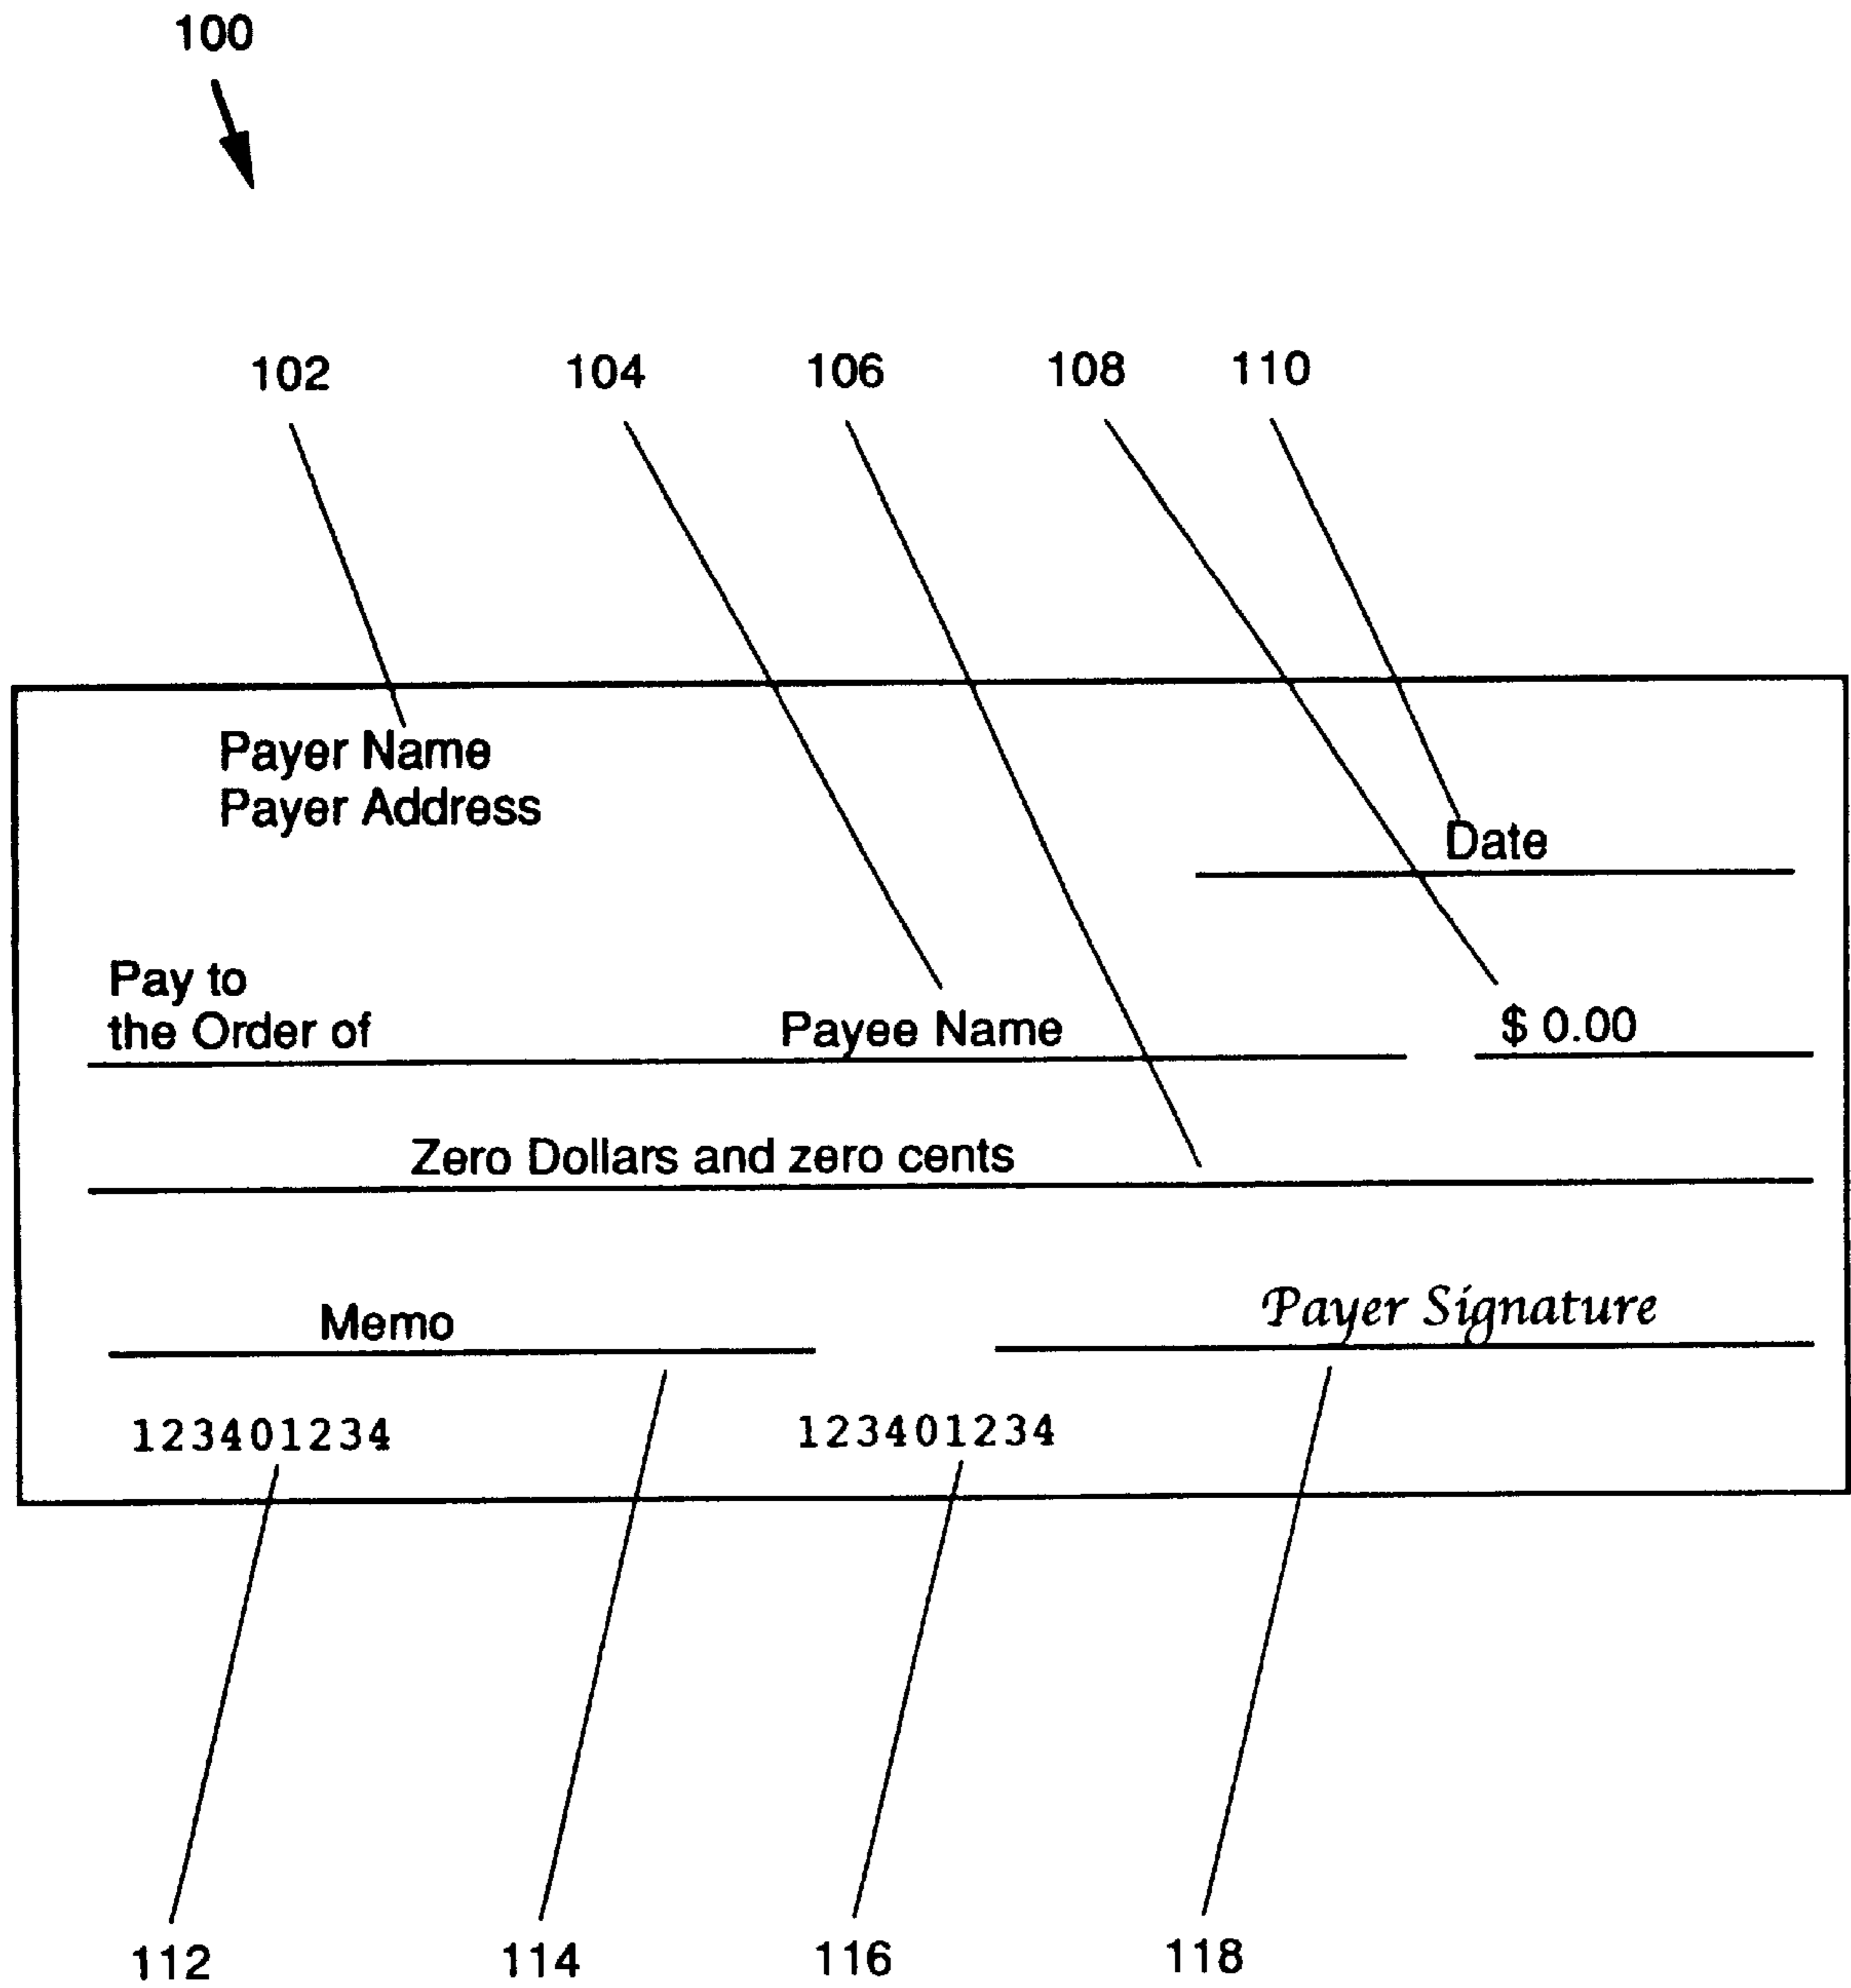 100
102 104 106 108 110
Payer Name
Payer Address
Date
Pay to
the Order of Payee Name $ 0.00
Zero Dollars and zero cents
Memo Payer Signature
123401234 123401234
112 114 116 118